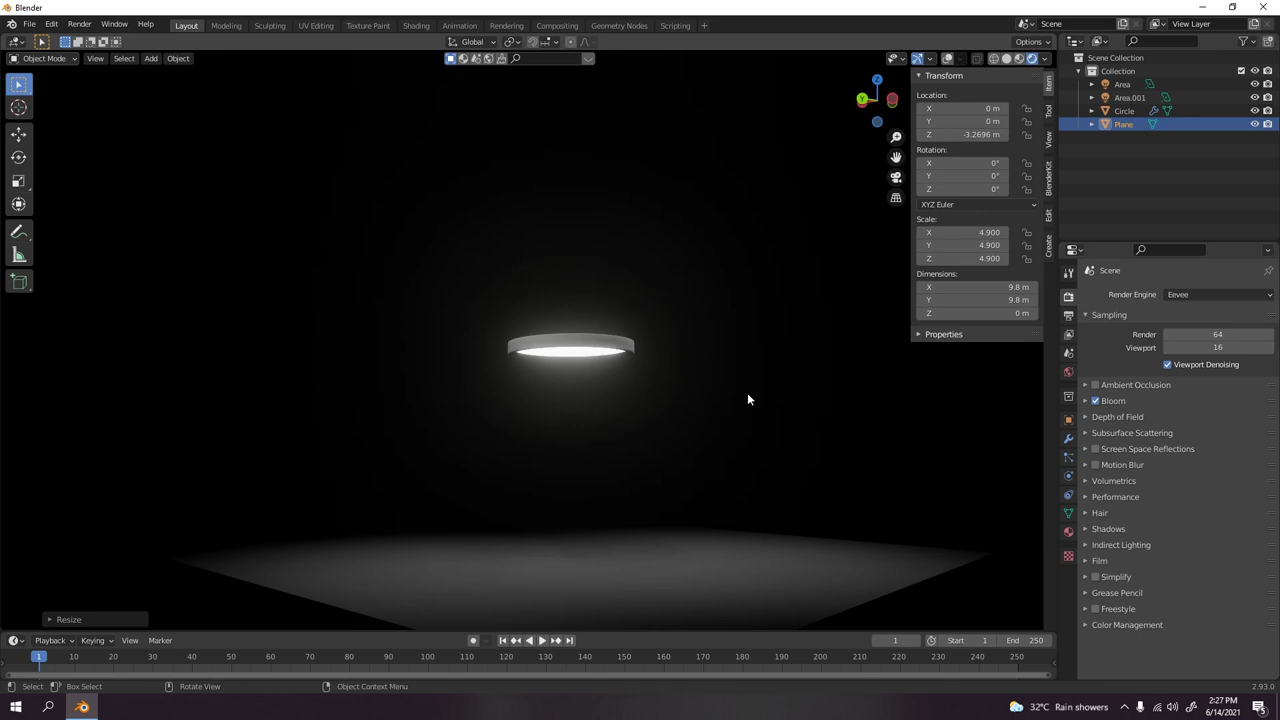 Blender
File Edit Render Window Help Layout Modeling Sculpting UV Editing Texture Paint Shading Animation Rendering Compositing Geometry Nodes Scripting + Scene View Layer
Global Options
Object Mode View Select Add Object
Transform
Location:
X 0 m
Y 0 m
Z -3.2696 m
Rotation:
X 0°
Y 0°
Z 0°
XYZ Euler
Scale:
X 4.900
Y 4.900
Z 4.900
Dimensions:
X 9.8 m
Y 9.8 m
Z 0 m
Properties
Item
Tool
View
BlenderKit
Edit
Create
Z
Y
Scene Collection
Collection
Area
Area.001
Circle
Plane
Scene
Render Engine Eevee
Sampling
Render 64
Viewport 16
Viewport Denoising
Ambient Occlusion
Bloom
Depth of Field
Subsurface Scattering
Screen Space Reflections
Motion Blur
Volumetrics
Performance
Hair
Shadows
Indirect Lighting
Film
Simplify
Grease Pencil
Freestyle
Color Management
Resize
Playback Keying View Marker 1 Start 1 End 250
1 10 20 30 40 50 60 70 80 90 100 110 120 130 140 150 160 170 180 190 200 210 220 230 240 250
Select Box Select Rotate View Object Context Menu 2.93.0
32°C Rain showers 2:27 PM
6/14/2021
5